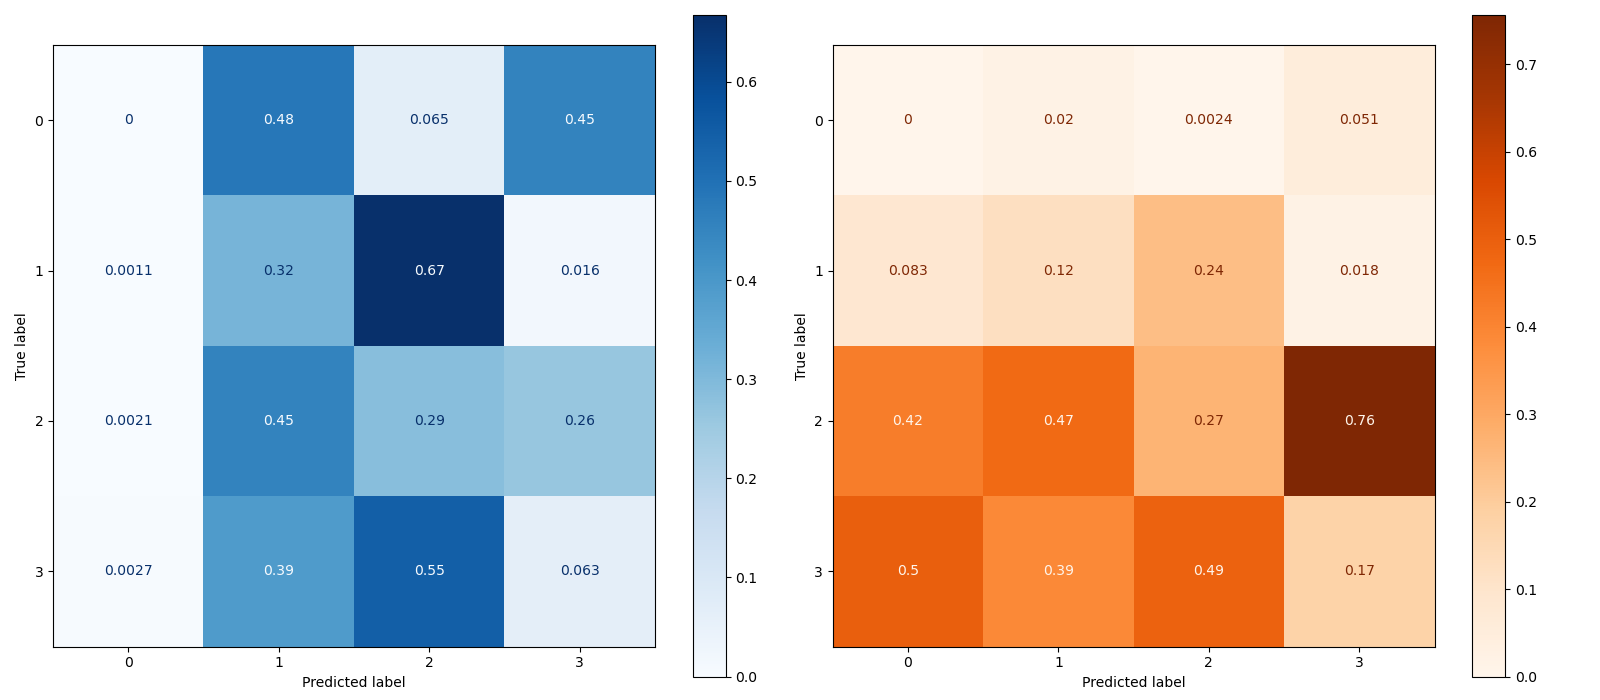 0 0 0.48 0.065 0.45
1 0.0011 0.32 0.67 0.016
2 0.0021 0.45 0.29 0.26
3 0.0027 0.39 0.55 0.063
0 1 2 3
True label
Predicted label
0.6
0.5
0.4
0.3
0.2
0.1
0.0
0 0 0.02 0.0024 0.051
1 0.083 0.12 0.24 0.018
2 0.42 0.47 0.27 0.76
3 0.5 0.39 0.49 0.17
0 1 2 3
True label
Predicted label
0.7
0.6
0.5
0.4
0.3
0.2
0.1
0.0